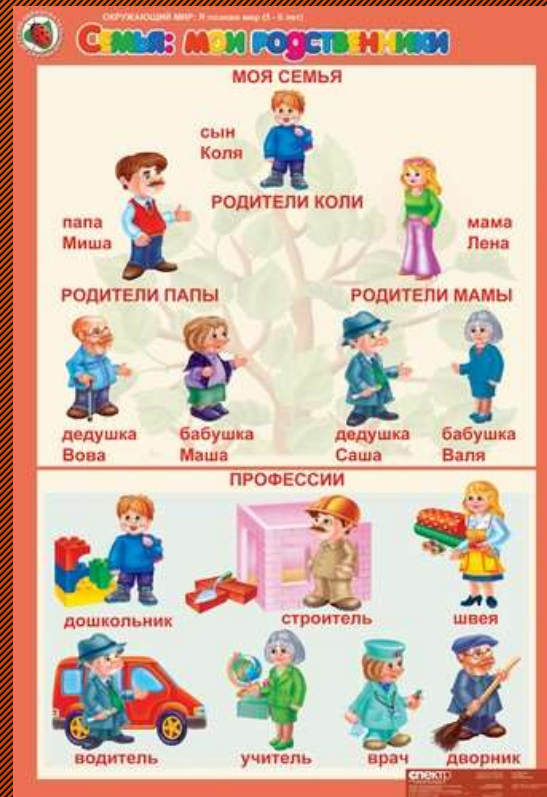 ОКРУЖАЮЩИЙ МИР: Я познаю мир (5 - 6 лет)
Семья: мои родственники
МОЯ СЕМЬЯ
сын
Коля
РОДИТЕЛИ КОЛИ
папа
Миша
мама
Лена
РОДИТЕЛИ ПАПЫ
РОДИТЕЛИ МАМЫ
дедушка
Вова
бабушка
Маша
дедушка
Саша
бабушка
Валя
ПРОФЕССИИ
дошкольник
строитель
швея
водитель
учитель
врач
дворник
спектр